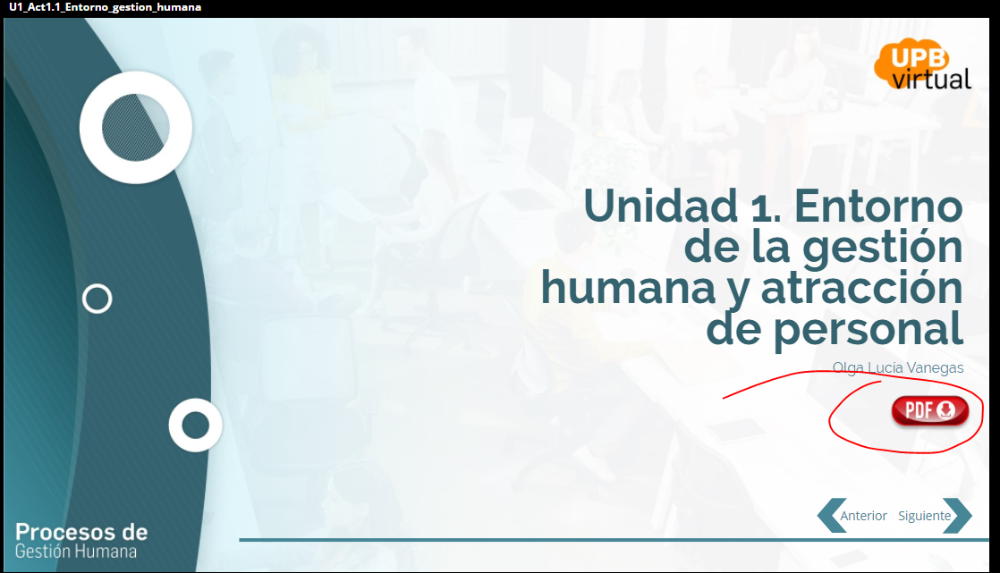 U1_Act1.1_Entorno_gestion_humana
UPB
virtual
Unidad 1. Entorno
de la gestión
humana y atracción
de personal
Olga Lucía Vanegas
PDF
Anterior Siguiente
Procesos de
Gestión Humana